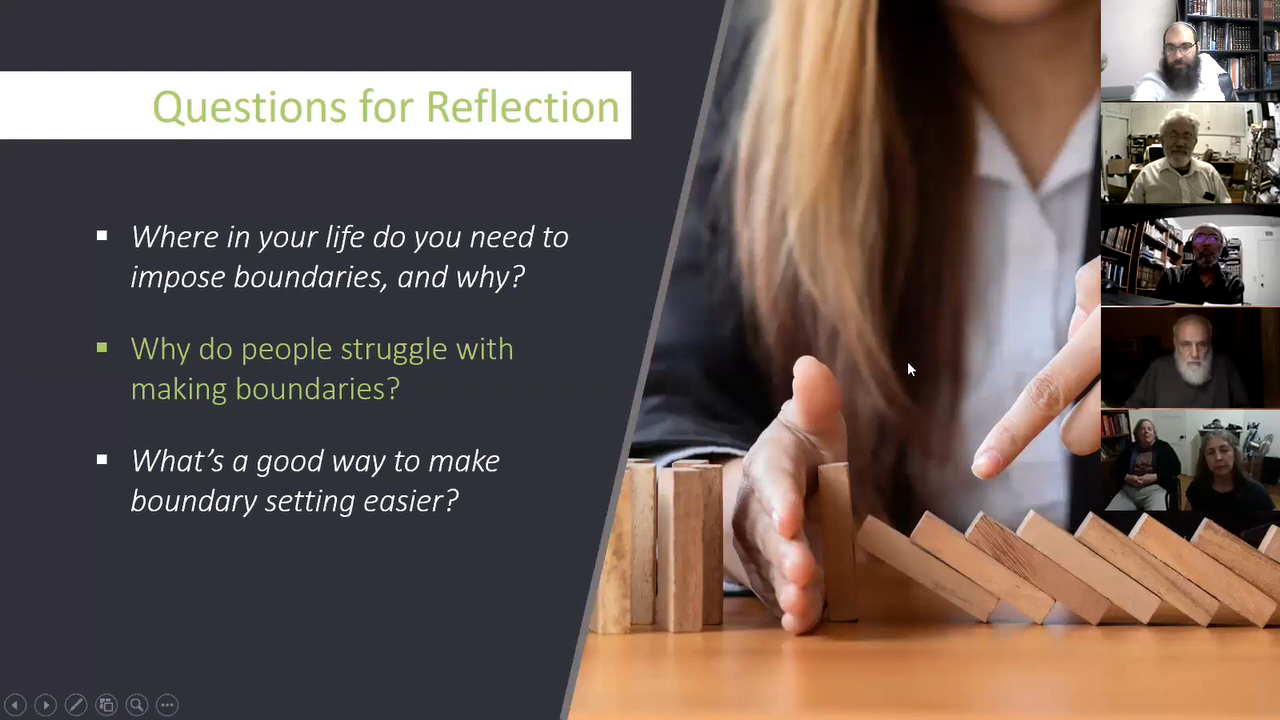 Questions for Reflection
Where in your life do you need to
impose boundaries, and why?
Why do people struggle with
making boundaries?
What's a good way to make
boundary setting easier?